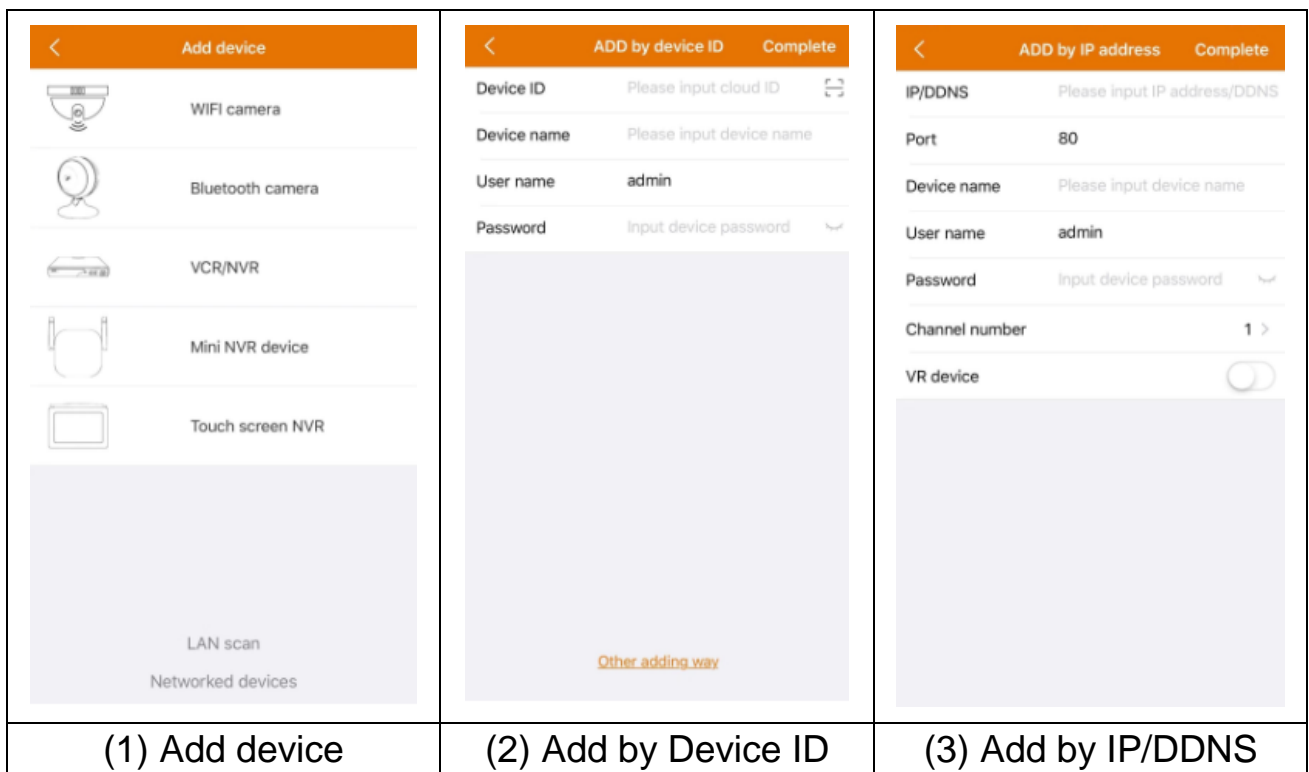 Add device
WIFI camera
Bluetooth camera
VCR/NVR
Mini NVR device
Touch screen NVR
LAN scan
Networked devices
(1) Add device
ADD by device ID Complete
Device ID Please input cloud ID
Device name Please input device name
User name admin
Password Input device password
Other adding way
(2) Add by Device ID
ADD by IP address Complete
IP/DDNS Please input IP address/DDNS
Port 80
Device name Please input device name
User name admin
Password Input device password
Channel number 1
VR device
(3) Add by IP/DDNS